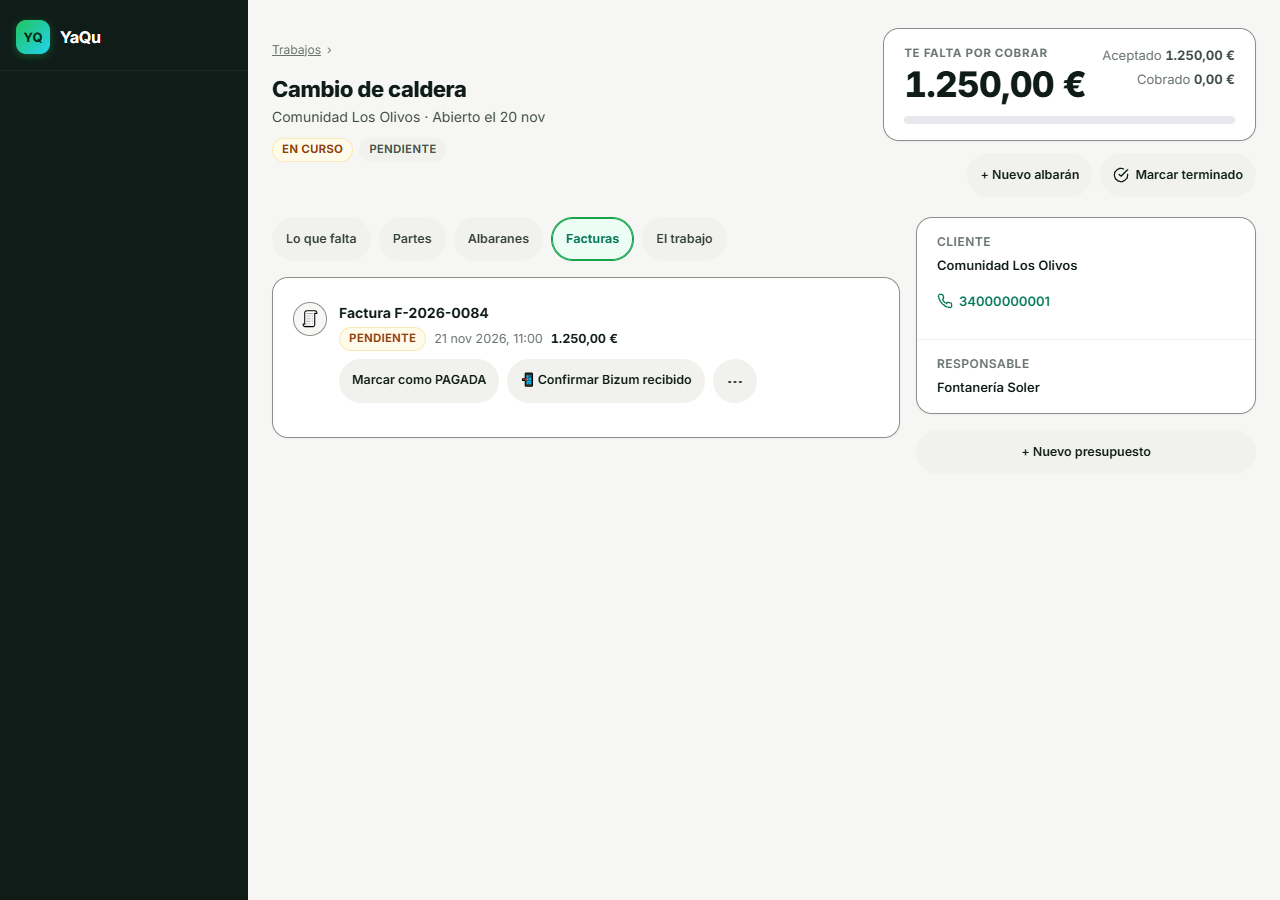 YQ YaQu
Trabajos ›
Cambio de caldera
Comunidad Los Olivos · Abierto el 20 nov
EN CURSO PENDIENTE
TE FALTA POR COBRAR
1.250,00 €
Aceptado 1.250,00 €
Cobrado 0,00 €
+ Nuevo albarán Marcar terminado
Lo que falta Partes Albaranes Facturas El trabajo
Factura F-2026-0084
PENDIENTE 21 nov 2026, 11:00 1.250,00 €
Marcar como PAGADA Confirmar Bizum recibido ...
CLIENTE
Comunidad Los Olivos
34000000001
RESPONSABLE
Fontanería Soler
+ Nuevo presupuesto